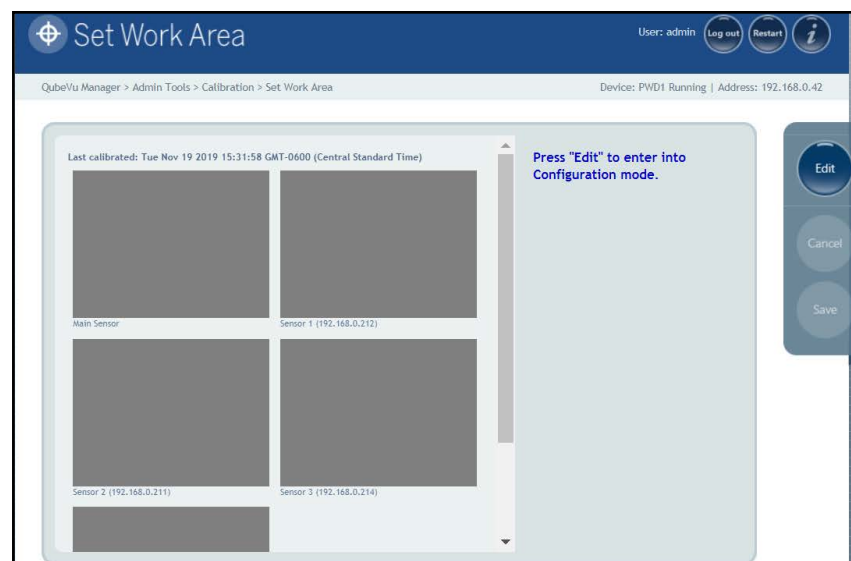 Set Work Area
User: admin
Log out
Restart
i
QubeVu Manager > Admin Tools > Calibration > Set Work Area
Device: PWD1 Running | Address: 192.168.0.42
Last calibrated: Tue Nov 19 2019 15:31:58 GMT-0600 (Central Standard Time)
Press "Edit" to enter into
Configuration mode.
Edit
Cancel
Save
Main Sensor
Sensor 1 (192.168.0.212)
Sensor 2 (192.168.0.211)
Sensor 3 (192.168.0.214)